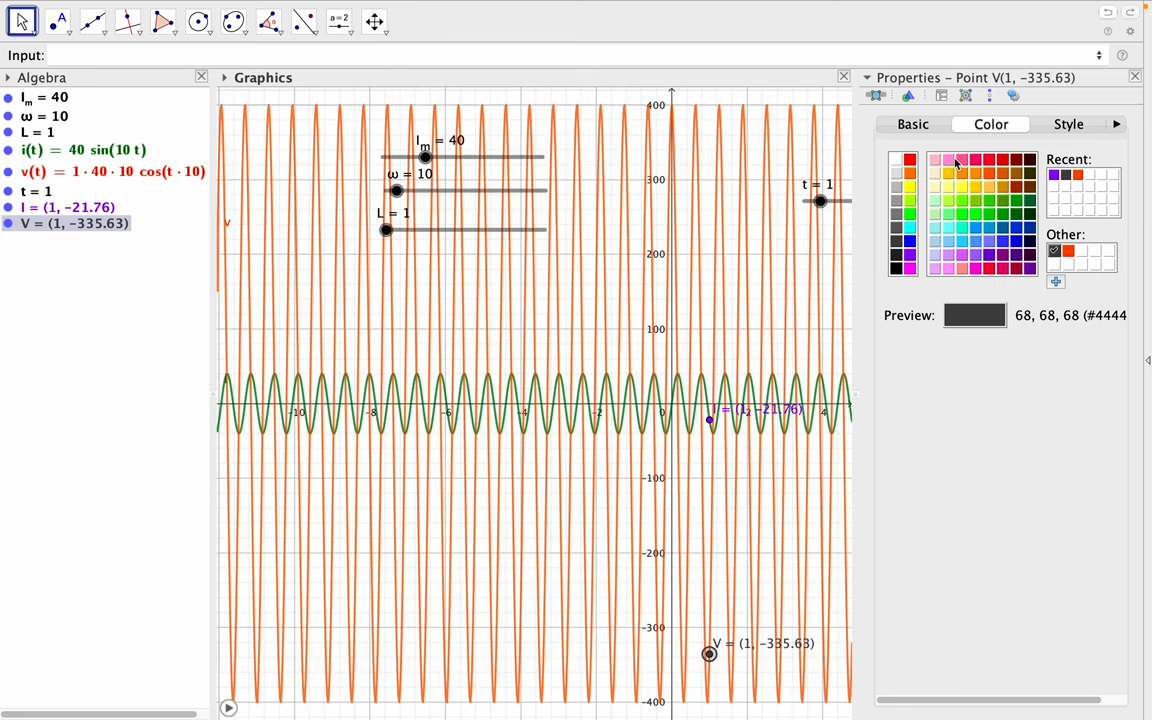 A
a = 2
Input:
Algebra
Graphics
Properties - Point V(1, -335.63)
Basic
Color
Style
Iₘ = 40
ω = 10
L = 1
i(t) = 40 sin(10 t)
v(t) = 1 · 40 · 10 cos(t · 10)
t = 1
I = (1, -21.76)
V = (1, -335.63)
Iₘ = 40
ω = 10
L = 1
t = 1
v
400
300
200
100
-10
-8
-6
-4
-2
0
2
4
-100
-200
-300
-400
I = (1, -21.76)
V = (1, -335.63)
Recent:
Other:
Preview:
68, 68, 68 (#4444